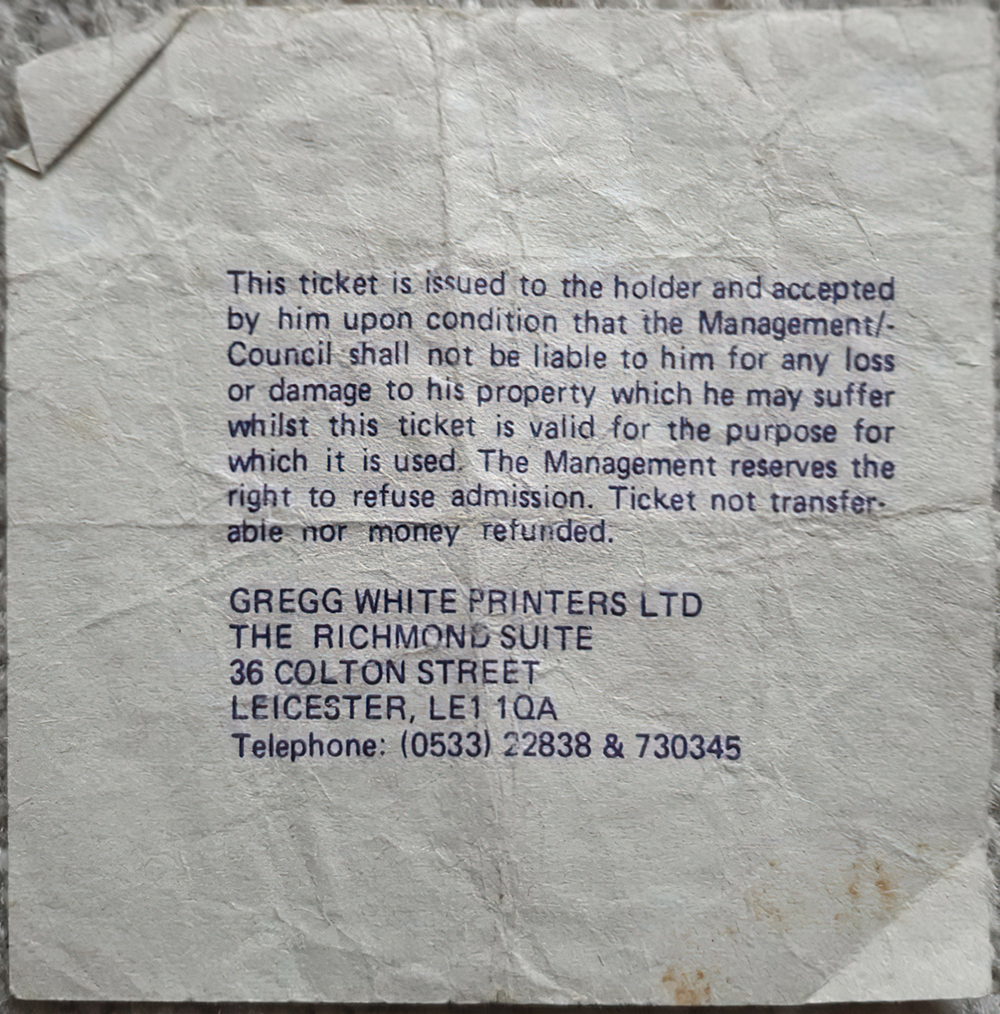 This ticket is issued to the holder and accepted
by him upon condition that the Management/-
Council shall not be liable to him for any loss
or damage to his property which he may suffer
whilst this ticket is valid for the purpose for
which it is used. The Management reserves the
right to refuse admission. Ticket not transfer-
able nor money refunded.
GREGG WHITE PRINTERS LTD
THE RICHMOND SUITE
36 COLTON STREET
LEICESTER, LE1 1QA
Telephone: (0533) 22838 & 730345